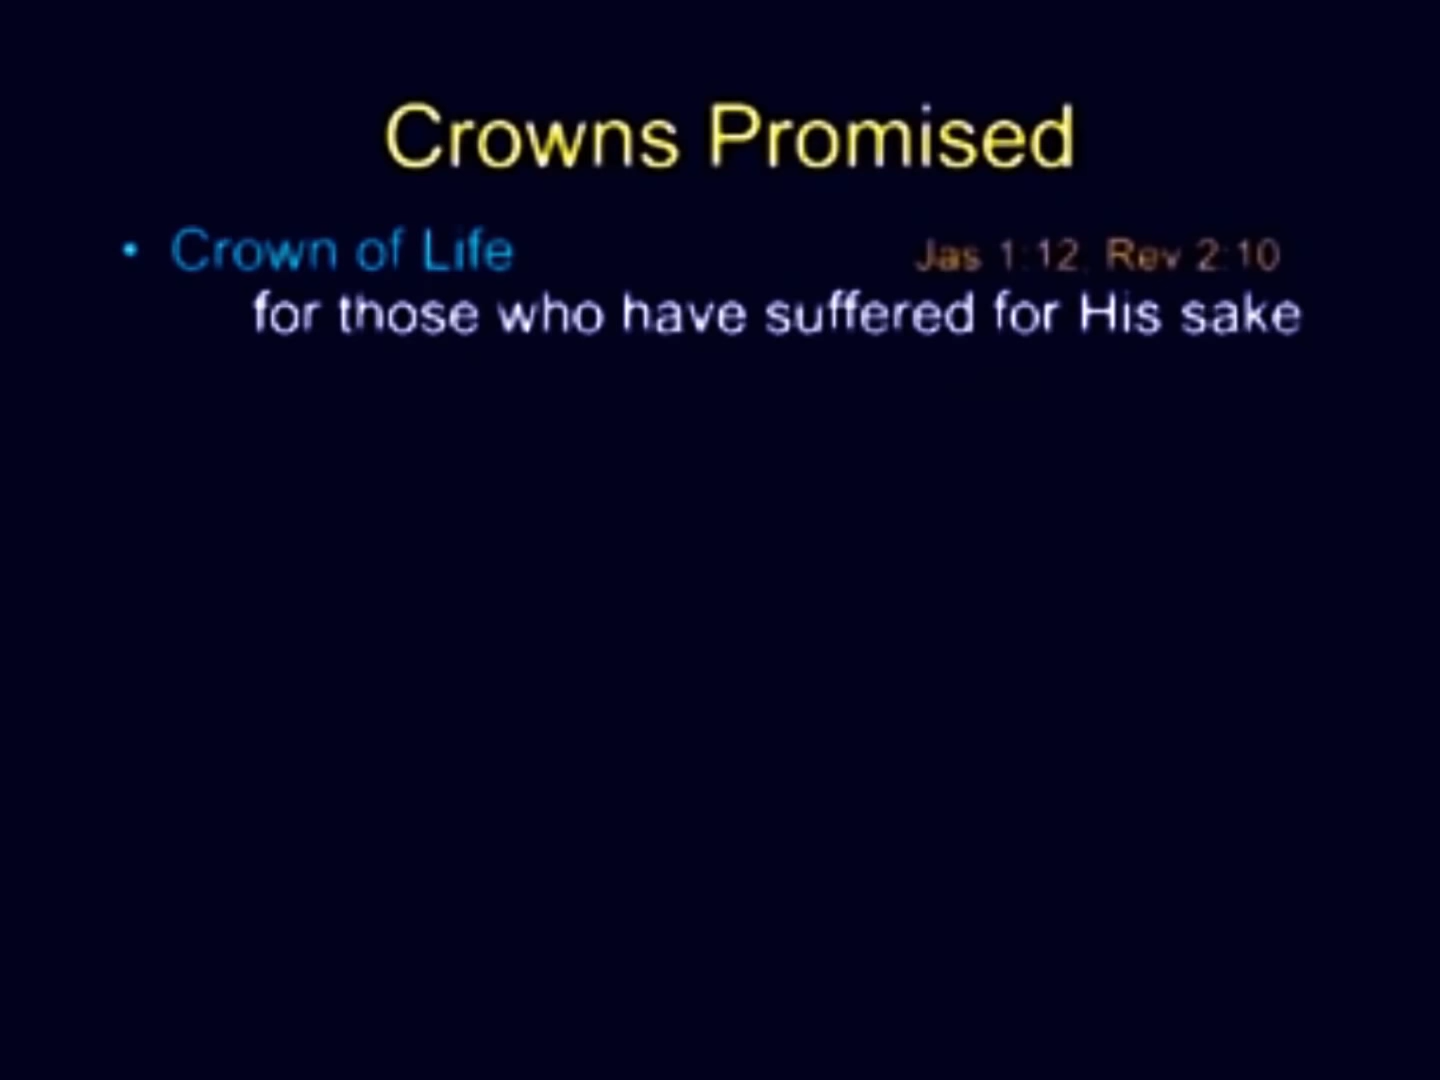 Crowns Promised
• Crown of Life Jas 1:12, Rev 2:10
for those who have suffered for His sake